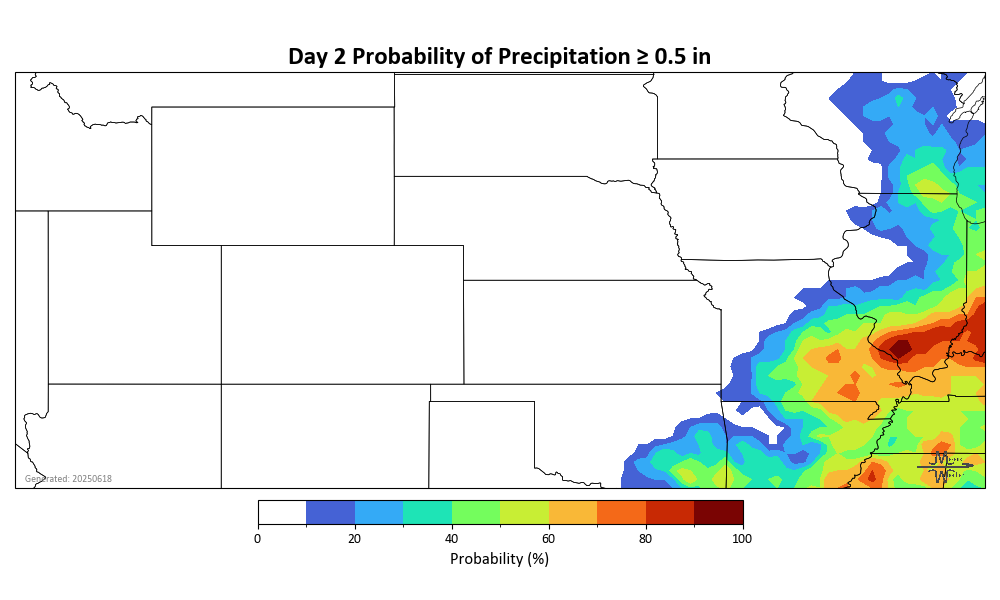 Day 2 Probability of Precipitation ≥ 0.5 in
Generated: 20250618
0 20 40 60 80 100
Probability (%)